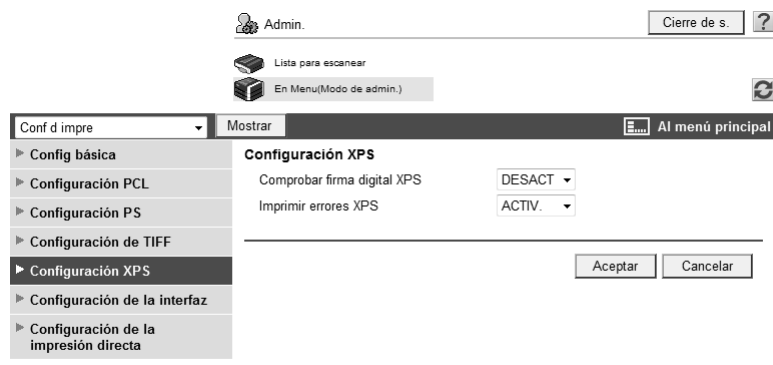 Admin.
Cierre de s.
?
Lista para escanear
En Menu(Modo de admin.)
Conf d impre
Mostrar
Al menú principal
Config básica
Configuración PCL
Configuración PS
Configuración de TIFF
Configuración XPS
Configuración de la interfaz
Configuración de la
impresión directa
Configuración XPS
Comprobar firma digital XPS
DESACT
Imprimir errores XPS
ACTIV.
Aceptar
Cancelar